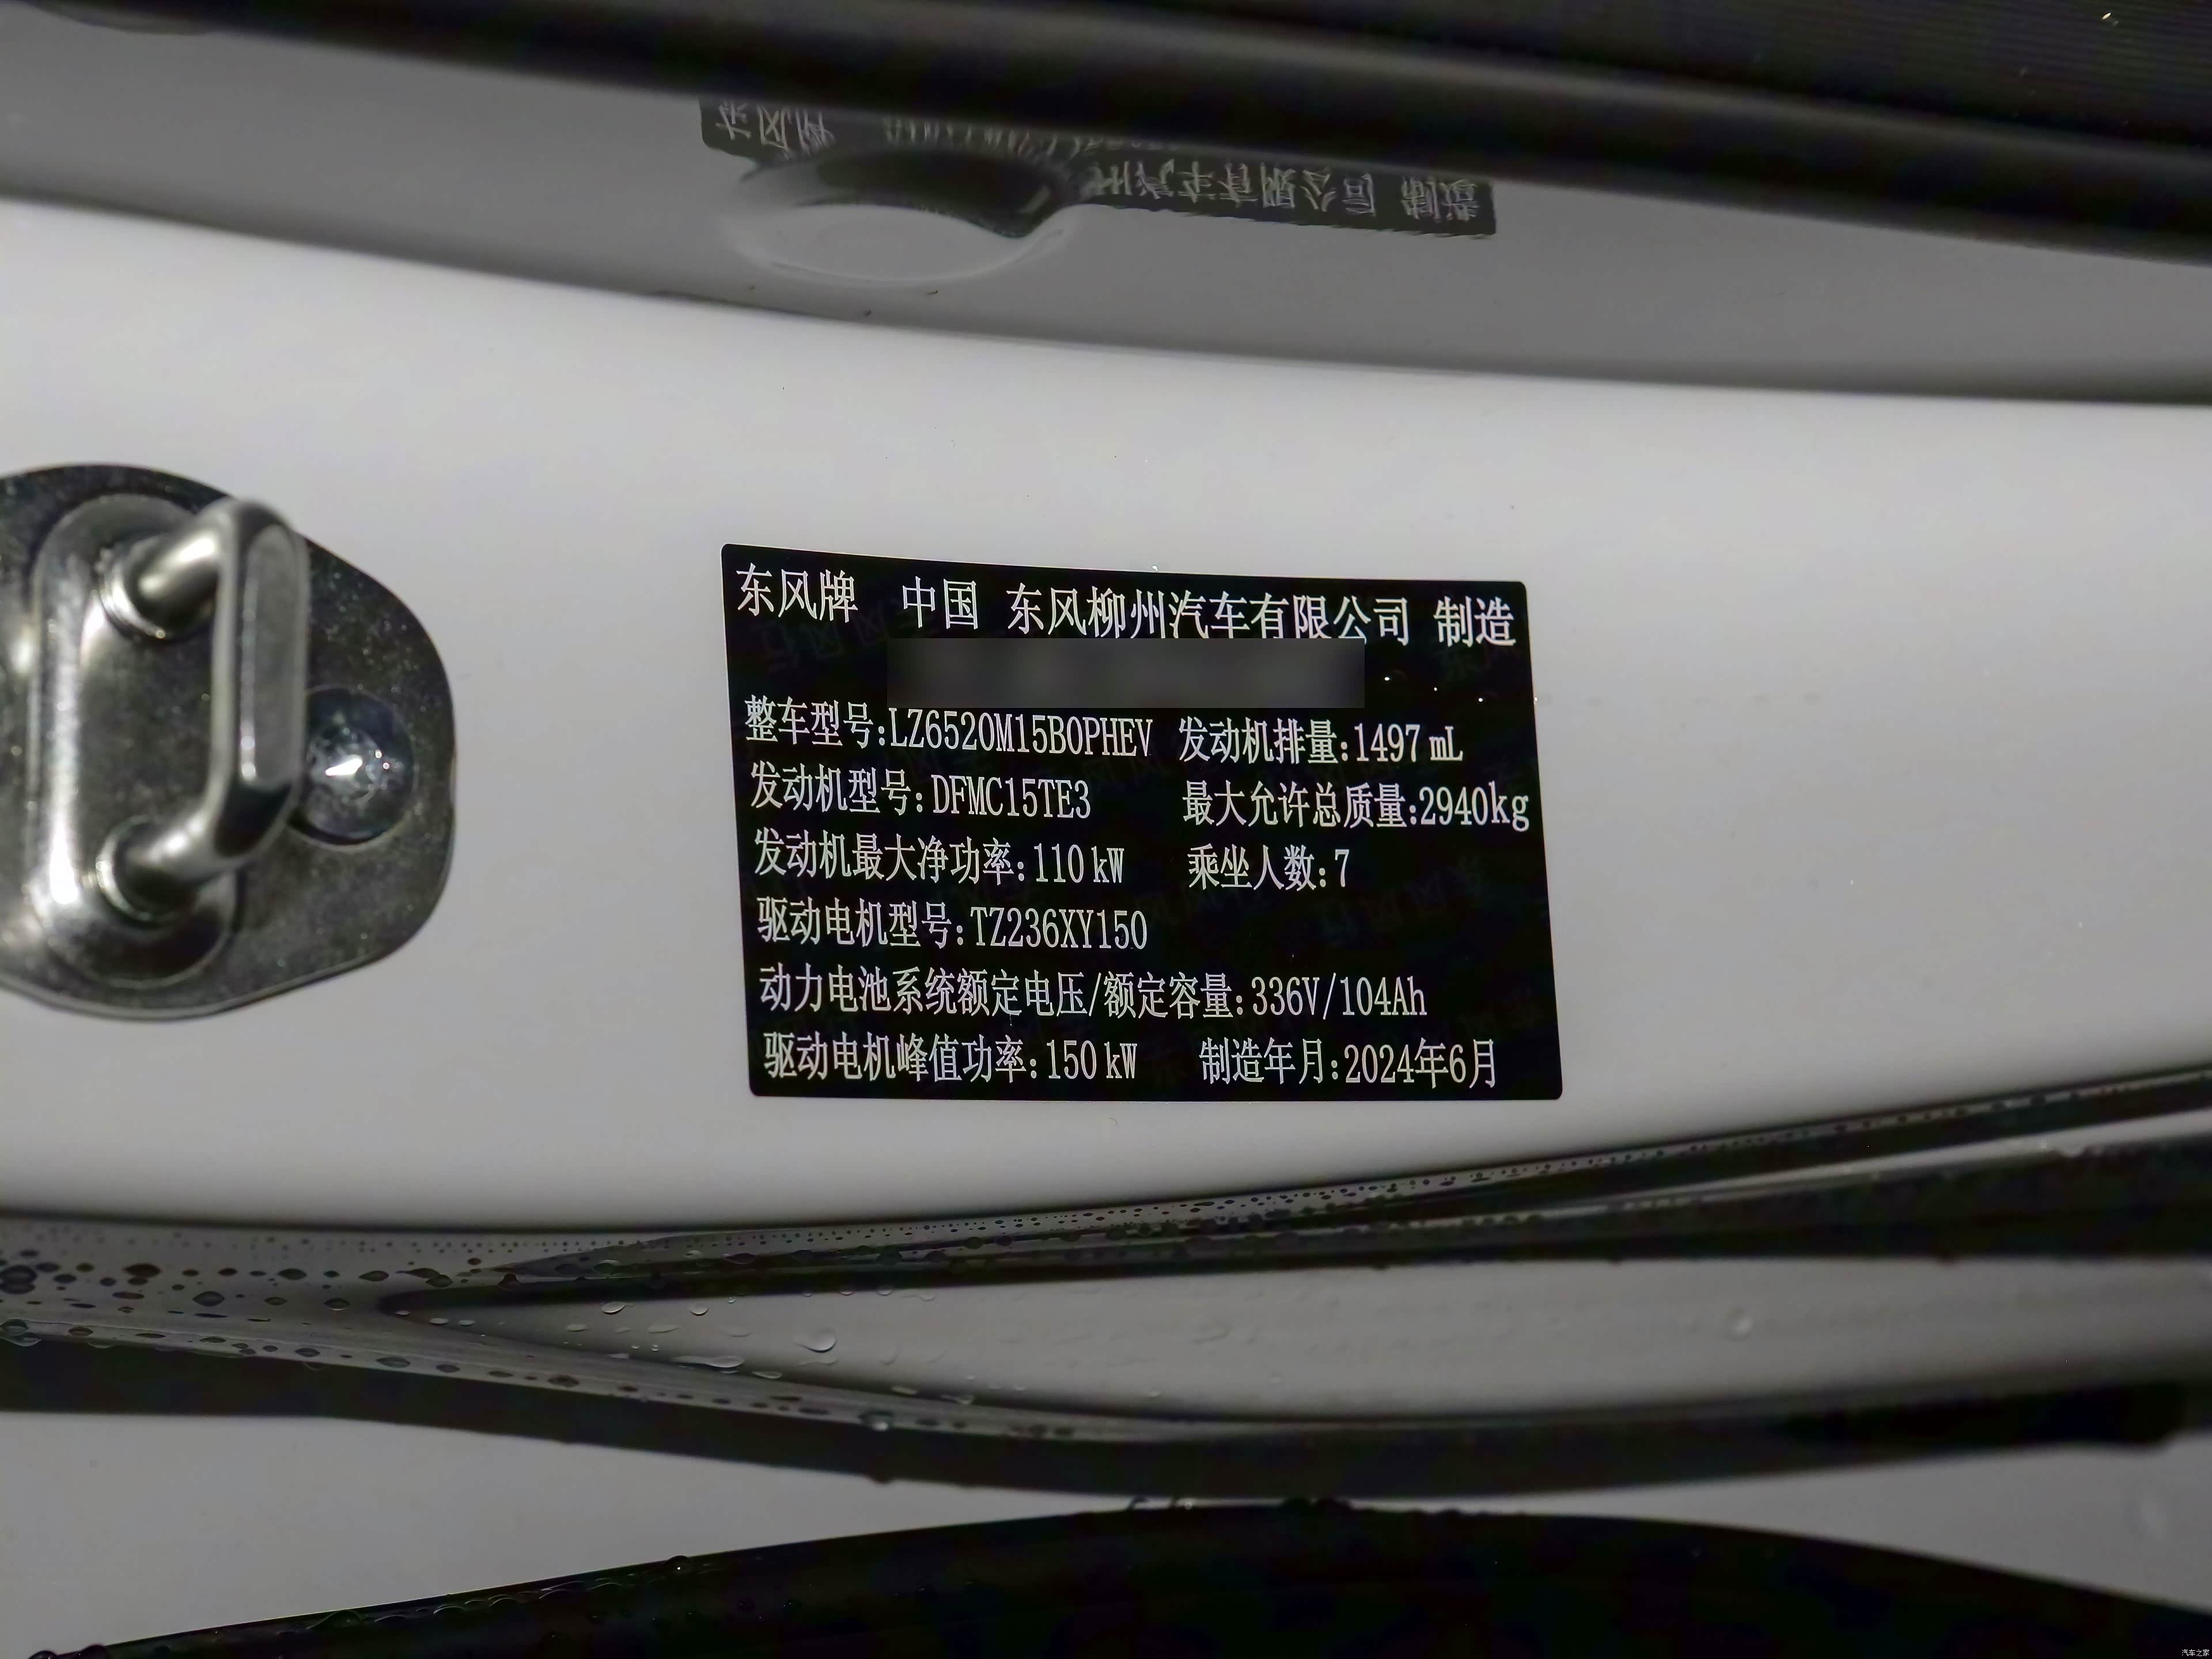 东风牌 中国 东风柳州汽车有限公司 制造
整车型号:LZ6520M15B0PHEV 发动机排量:1497 mL
发动机型号:DFMC15TE3 最大允许总质量:2940kg
发动机最大净功率:110 kW 乘坐人数:7
驱动电机型号:TZ236XY150
动力电池系统额定电压/额定容量:336V/104Ah
驱动电机峰值功率:150 kW 制造年月:2024年6月
汽车之家